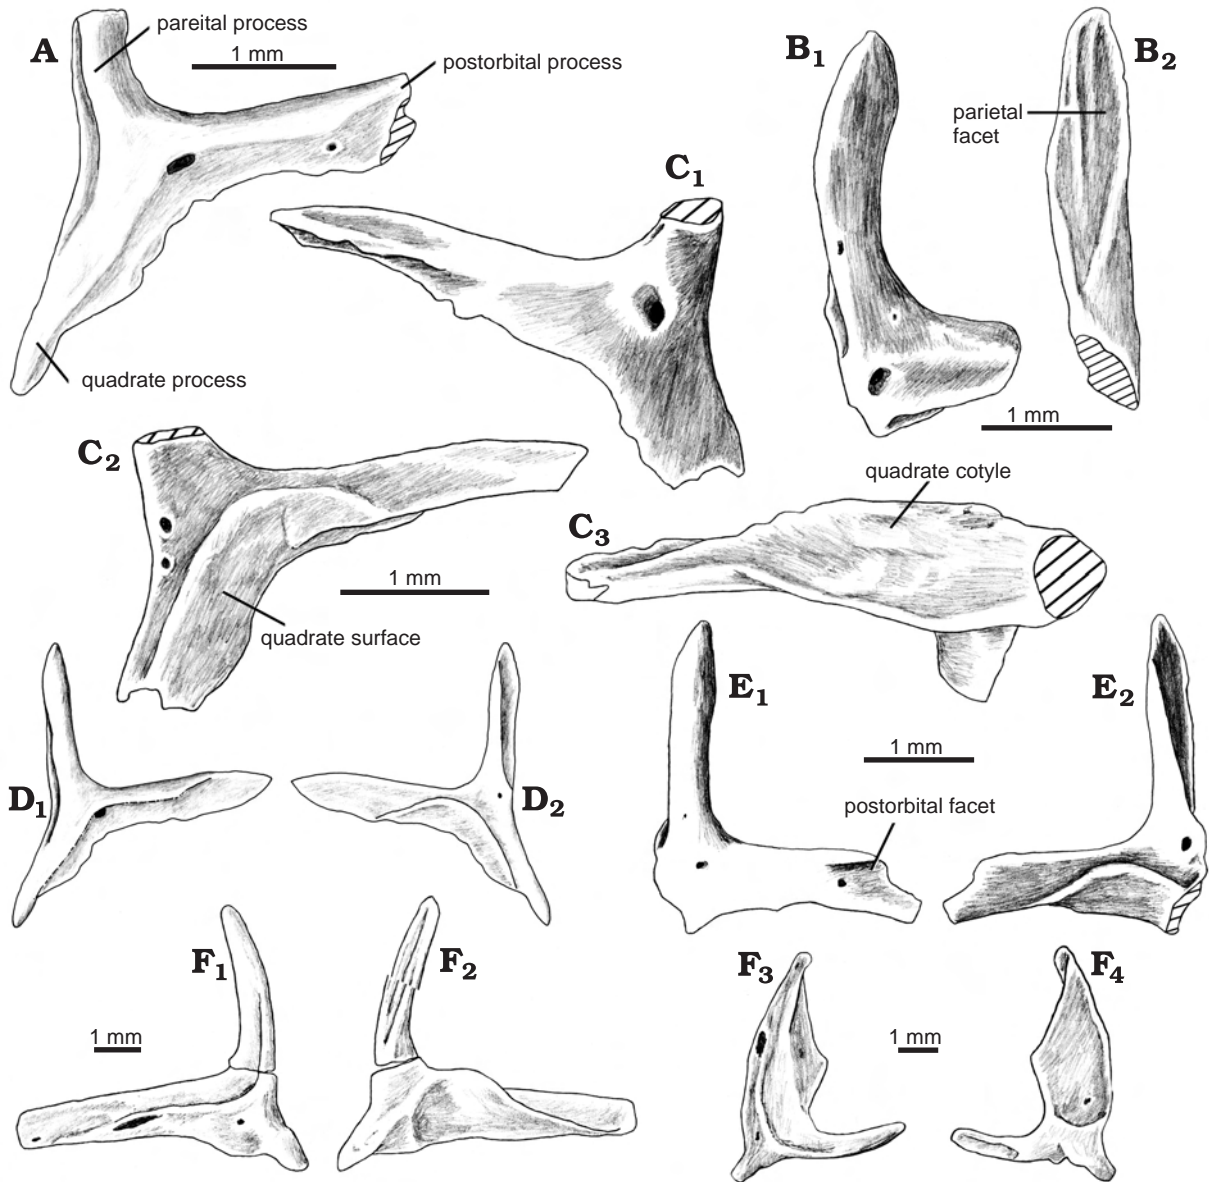 A
pareital process
1 mm
postorbital process
quadrate process
B1
B2
parietal
facet
1 mm
C1
C2
1 mm
quadrate surface
quadrate cotyle
C3
D1
D2
E1
E2
1 mm
postorbital facet
F1
F2
1 mm
F3
F4
1 mm